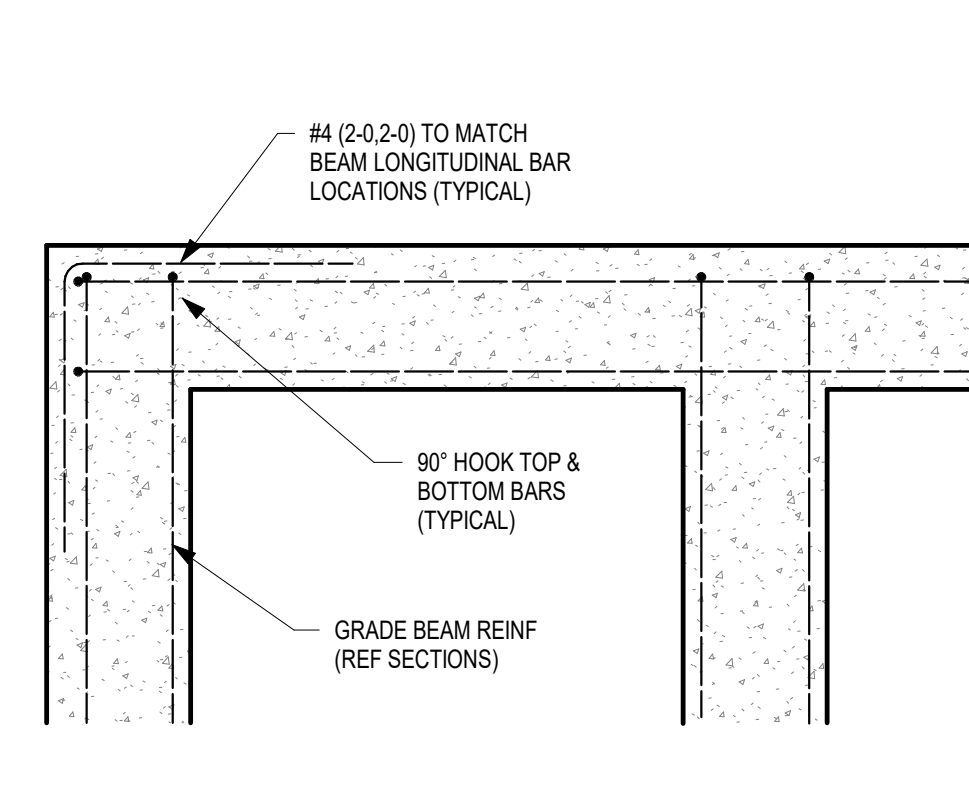 #4 (2-0,2-0) TO MATCH
BEAM LONGITUDINAL BAR
LOCATIONS (TYPICAL)
90° HOOK TOP &
BOTTOM BARS
(TYPICAL)
GRADE BEAM REINF
(REF SECTIONS)